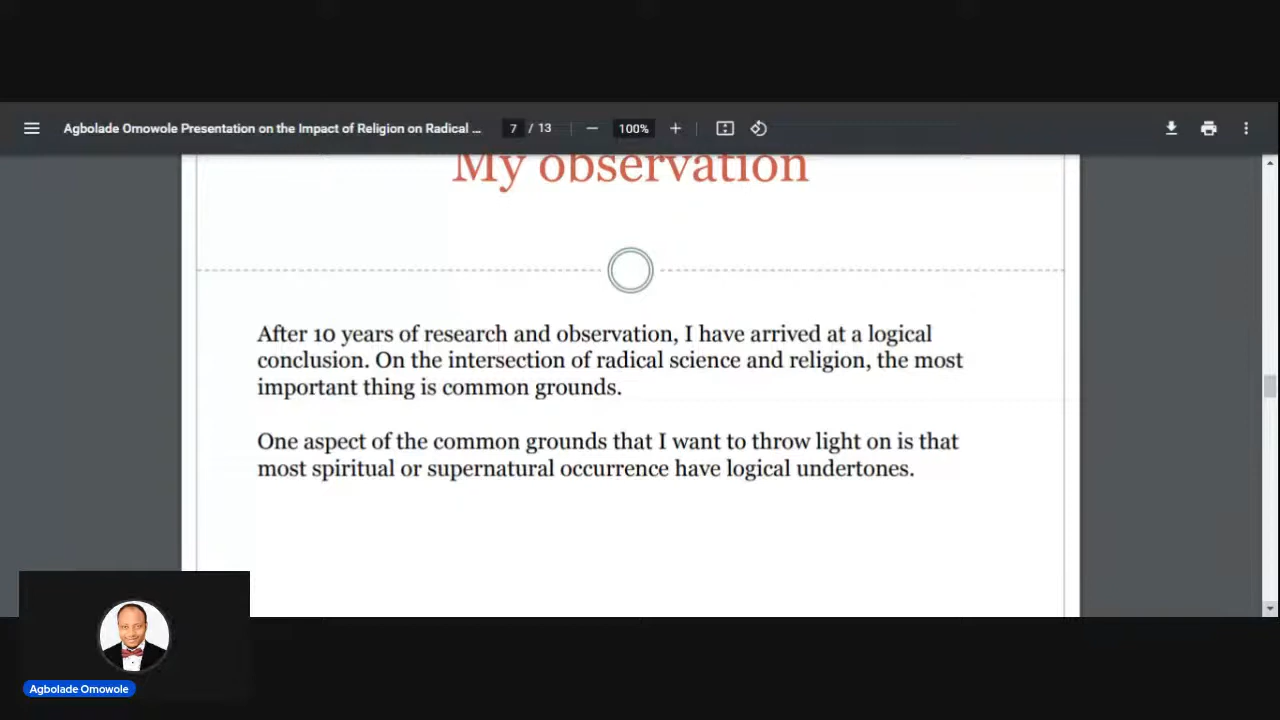 Agbolade Omowole Presentation on the Impact of Religion on Radical ...
7 / 13
100%
My observation
After 10 years of research and observation, I have arrived at a logical
conclusion. On the intersection of radical science and religion, the most
important thing is common grounds.
One aspect of the common grounds that I want to throw light on is that
most spiritual or supernatural occurrence have logical undertones.
Agbolade Omowole